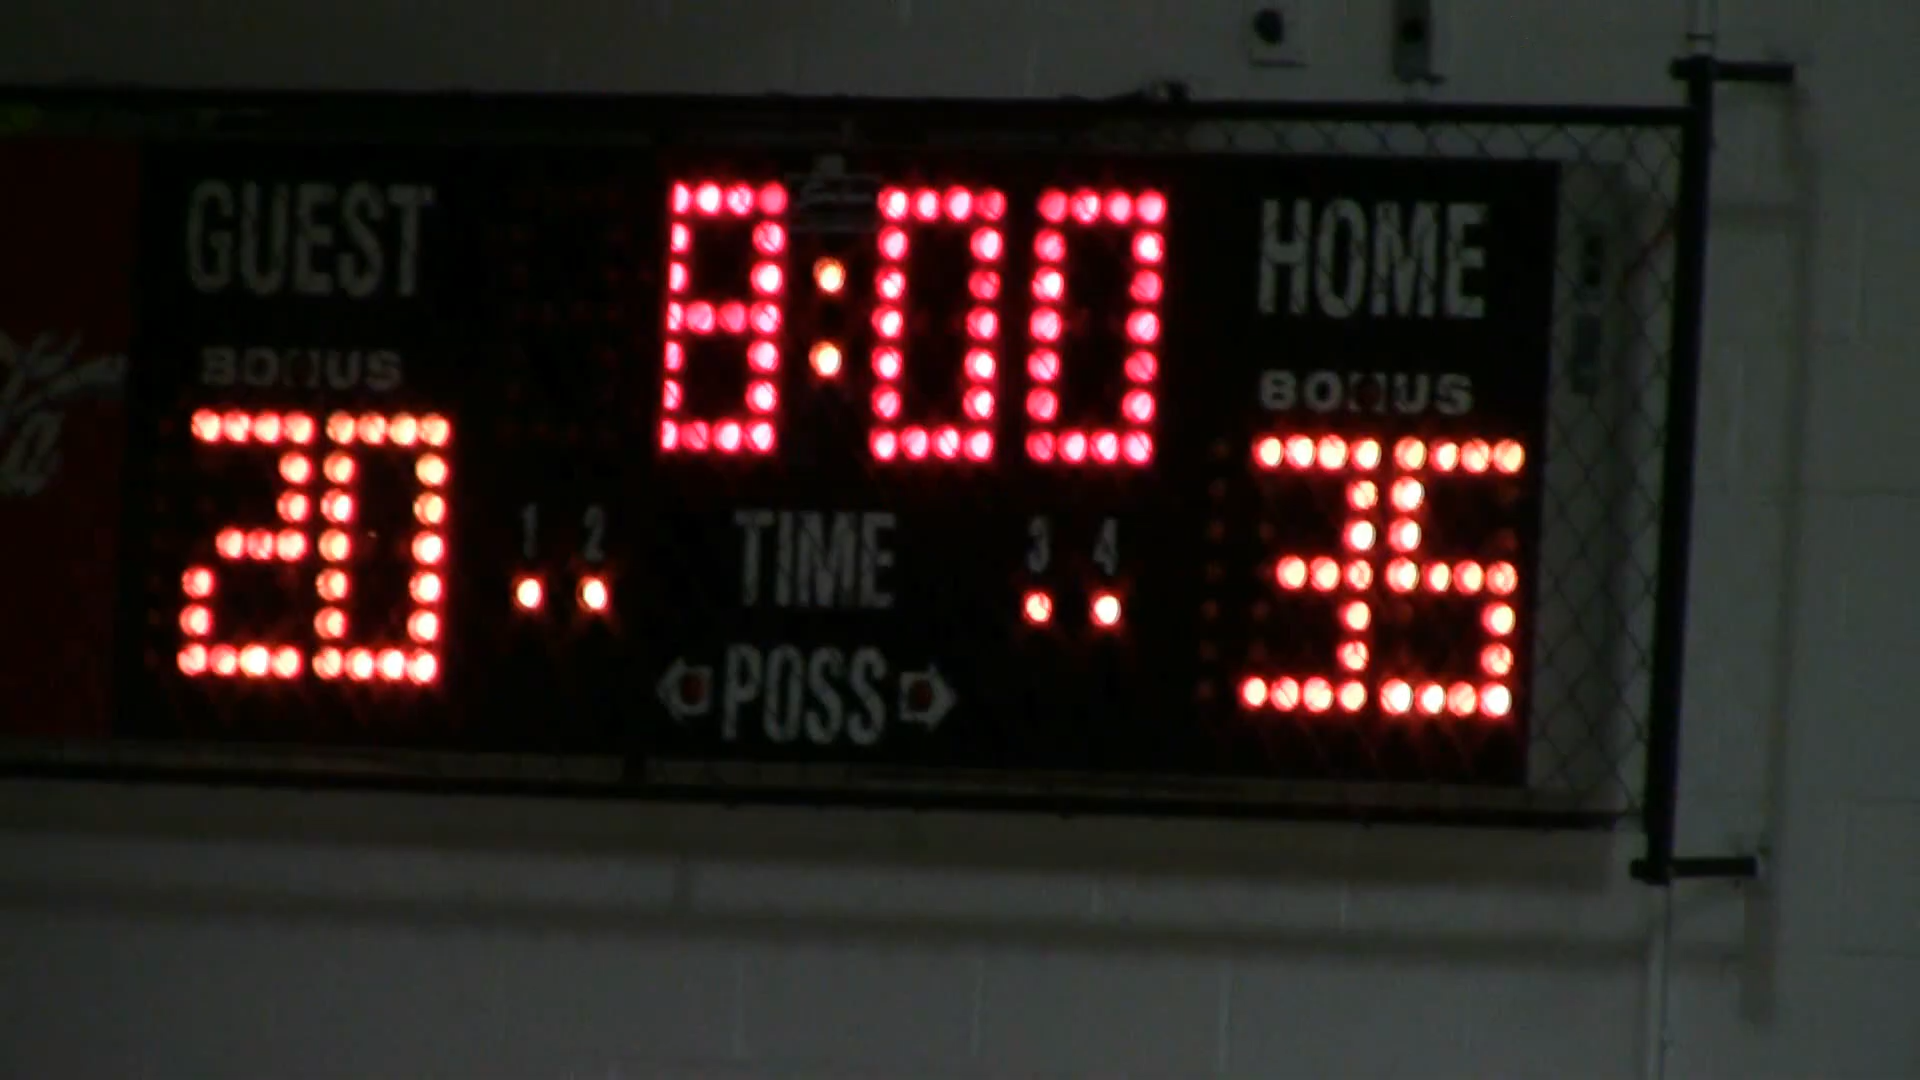 GUEST 8:00 HOME
BONUS BONUS
20 35
1 2 TIME 3 4
POSS